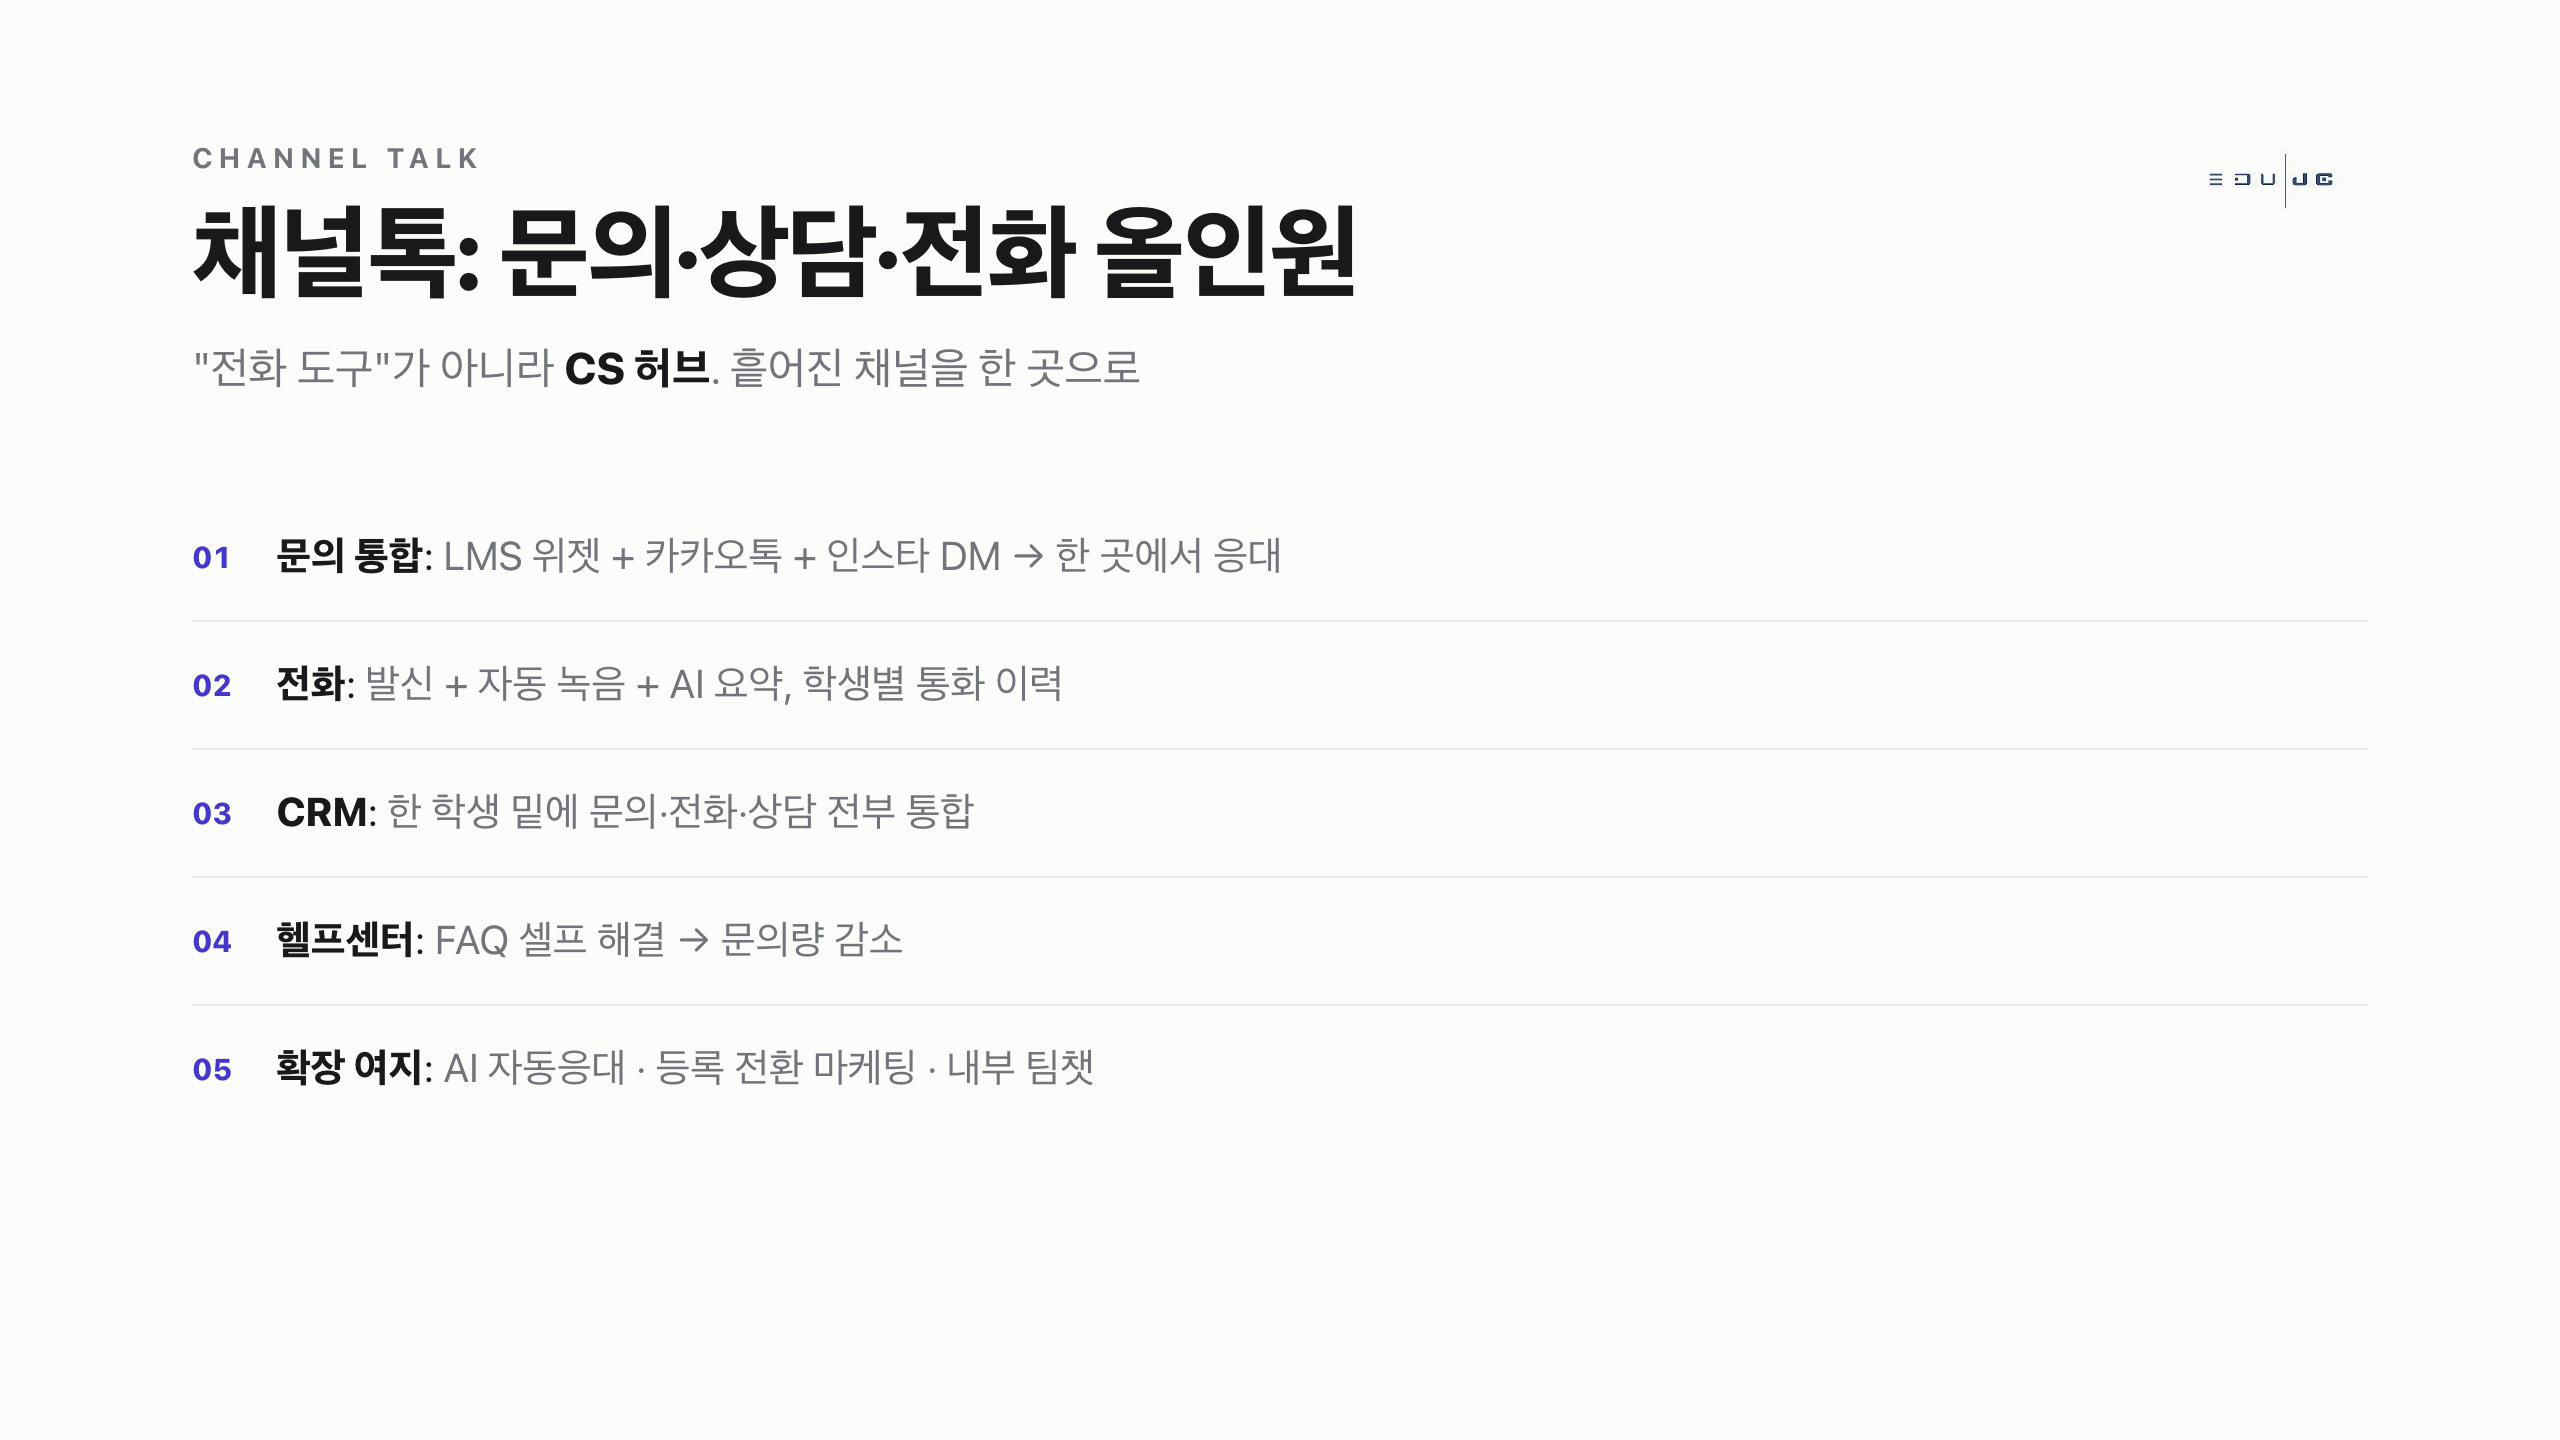 CHANNEL TALK
EDU JC
채널톡: 문의·상담·전화 올인원
"전화 도구"가 아니라 CS 허브. 흩어진 채널을 한 곳으로
01 문의 통합: LMS 위젯 + 카카오톡 + 인스타 DM → 한 곳에서 응대
02 전화: 발신 + 자동 녹음 + AI 요약, 학생별 통화 이력
03 CRM: 한 학생 밑에 문의·전화·상담 전부 통합
04 헬프센터: FAQ 셀프 해결 → 문의량 감소
05 확장 여지: AI 자동응대 · 등록 전환 마케팅 · 내부 팀챗